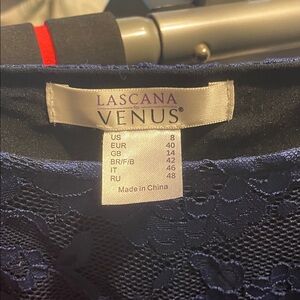 LASCANA
VENUS®
US 8
EUR 40
GB 14
BR/F/B 42
IT 46
RU 48
Made in China